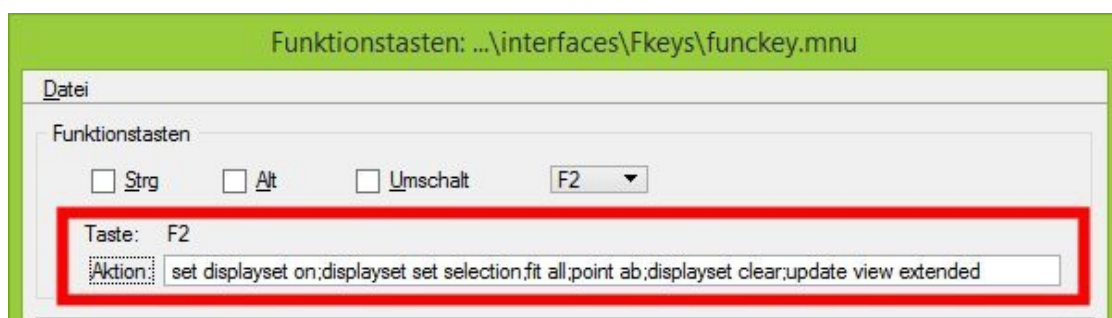 Funktionstasten: ...\interfaces\Fkeys\funckey.mnu
Datei
Funktionstasten
Strg Alt Umschalt F2
Taste: F2
Aktion: set displayset on;displayset set selection;fit all;point ab;displayset clear;update view extended